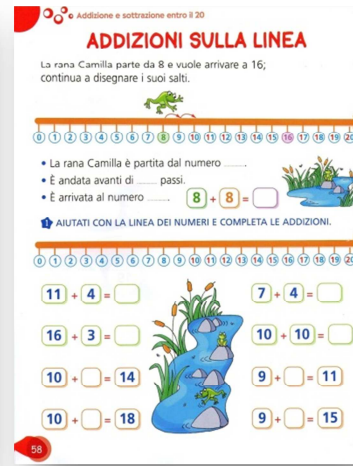 Addizione e sottrazione entro il 20
ADDIZIONI SULLA LINEA
La rana Camilla parte da 8 e vuole arrivare a 16;
continua a disegnare i suoi salti.
0 1 2 3 4 5 6 7 8 9 10 11 12 13 14 15 16 17 18 19 20
• La rana Camilla è partita dal numero ........ .
• È andata avanti di ........ passi.
• È arrivata al numero ........ . 8 + 8 =
1 AIUTATI CON LA LINEA DEI NUMERI E COMPLETA LE ADDIZIONI.
0 1 2 3 4 5 6 7 8 9 10 11 12 13 14 15 16 17 18 19 20
11 + 4 =
7 + 4 =
16 + 3 =
10 + 10 =
10 + = 14
9 + = 11
10 + = 18
9 + = 15
58